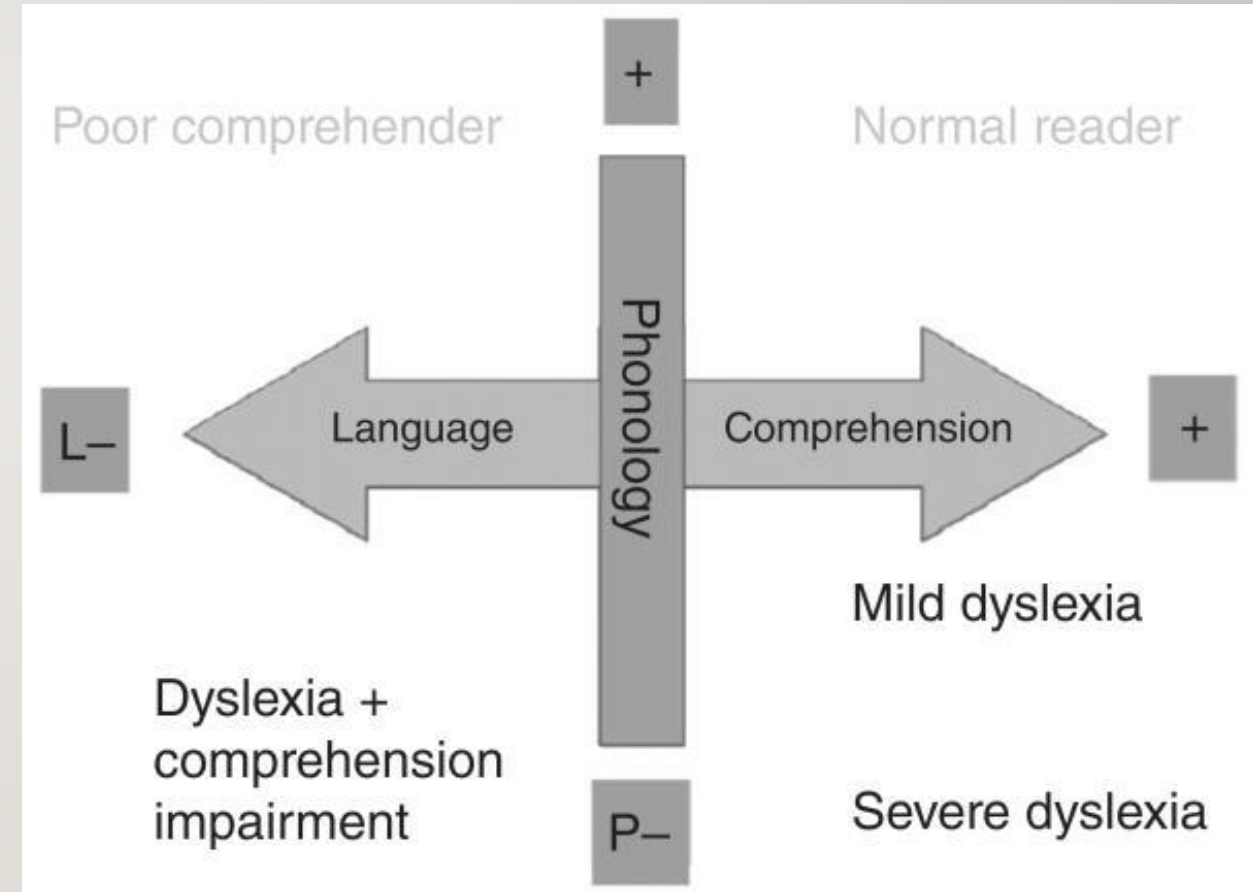 +
Poor comprehender
Normal reader
Phonology
L–
Language
Comprehension
+
Mild dyslexia
Dyslexia +
comprehension
impairment
P–
Severe dyslexia